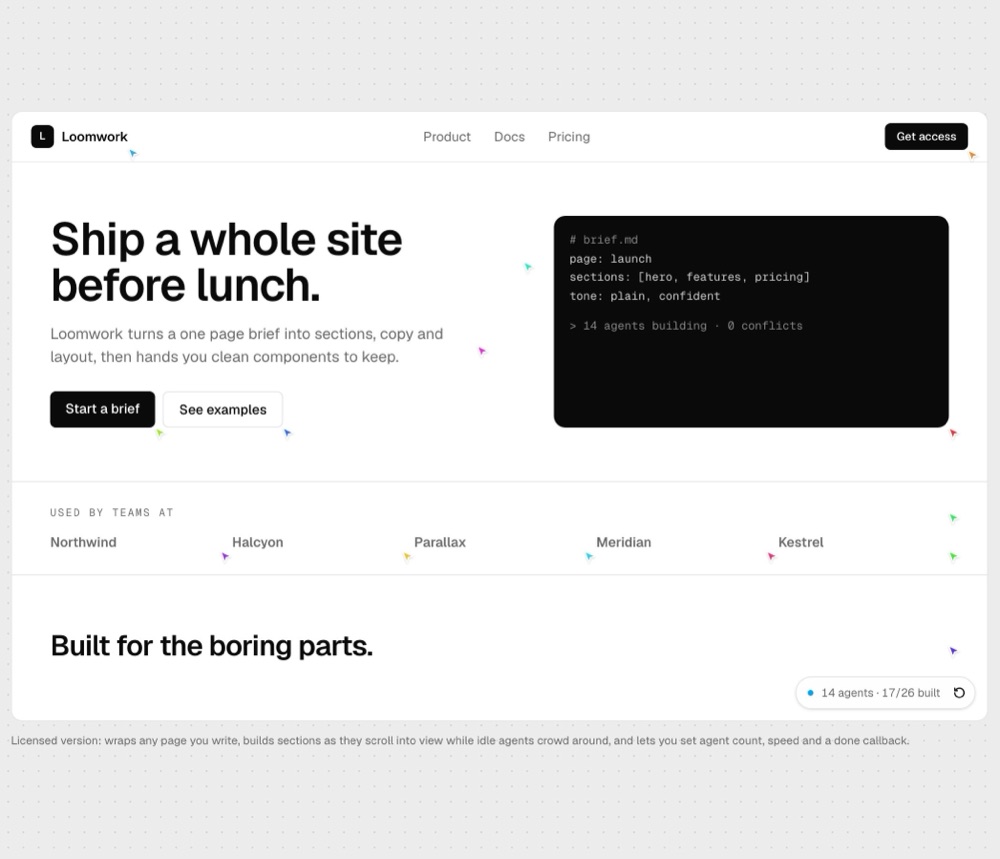 L Loomwork
Product Docs Pricing
Get access
Ship a whole site
before lunch.
Loomwork turns a one page brief into sections, copy and
layout, then hands you clean components to keep.
Start a brief
See examples
# brief.md
page: launch
sections: [hero, features, pricing]
tone: plain, confident
> 14 agents building · 0 conflicts
USED BY TEAMS AT
Northwind Halcyon Parallax Meridian Kestrel
Built for the boring parts.
14 agents · 17/26 built
Licensed version: wraps any page you write, builds sections as they scroll into view while idle agents crowd around, and lets you set agent count, speed and a done callback.